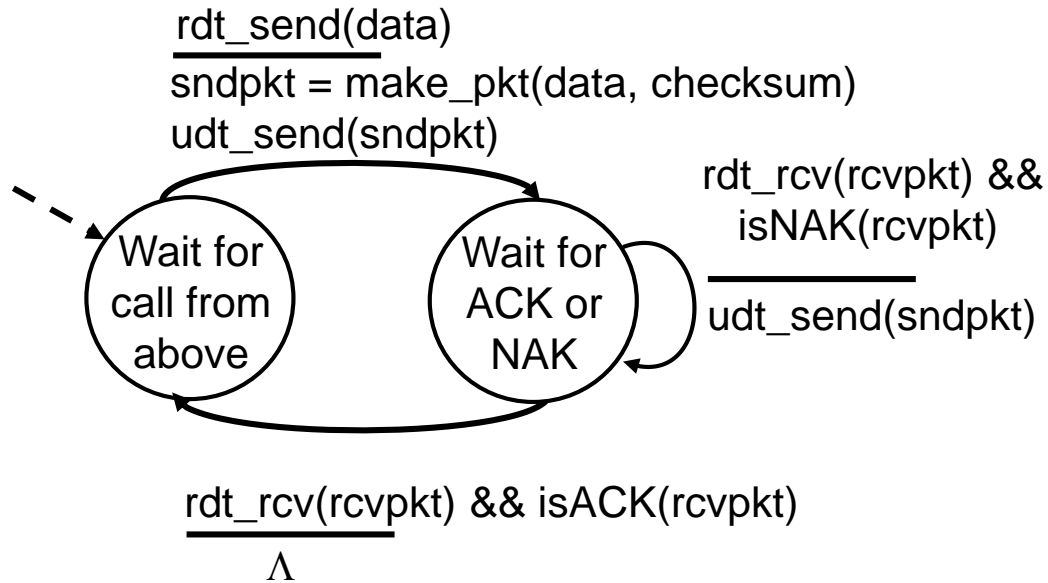 rdt_send(data)
sndpkt = make_pkt(data, checksum)
udt_send(sndpkt)
rdt_rcv(rcvpkt) &&
isNAK(rcvpkt)
udt_send(sndpkt)
Wait for
call from
above
Wait for
ACK or
NAK
rdt_rcv(rcvpkt) && isACK(rcvpkt)
Λ